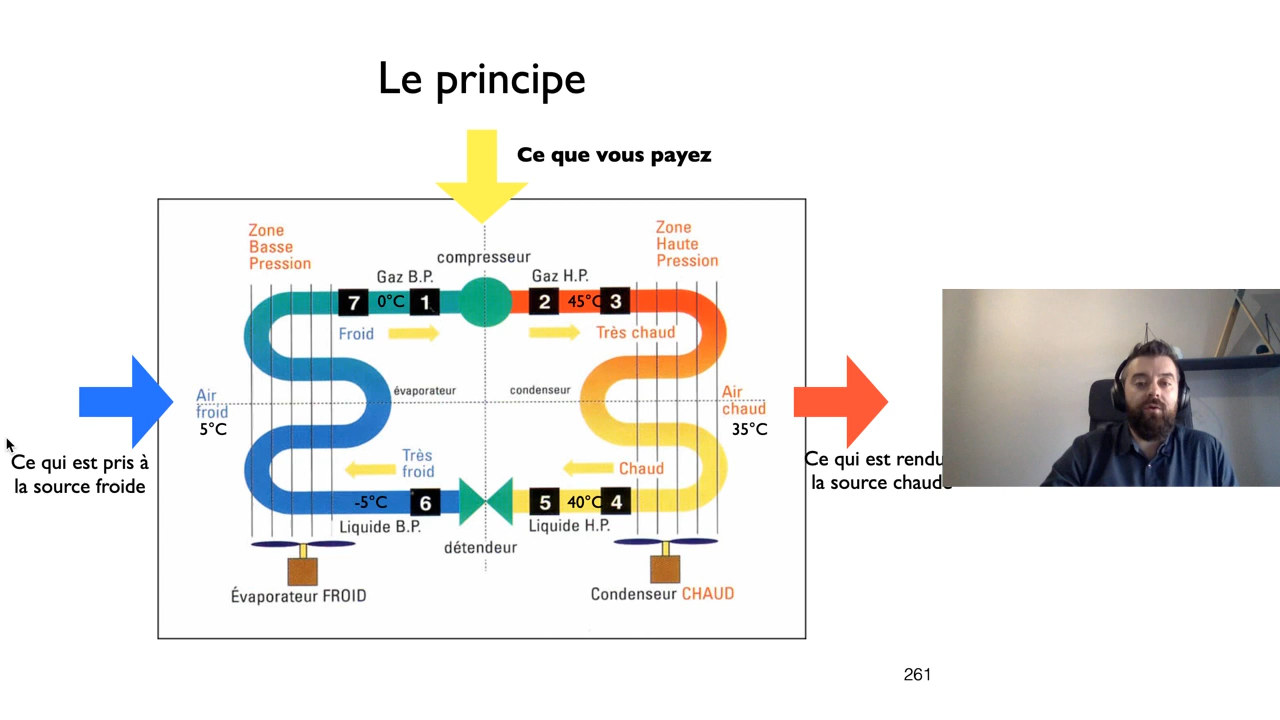 Le principe
Ce que vous payez
Zone
Basse
Pression
Zone
Haute
Pression
compresseur
Gaz B.P.
Gaz H.P.
7 0°C 1
2 45°C 3
Froid
Très chaud
évaporateur
condenseur
Air
froid
5°C
Air
chaud
35°C
Ce qui est pris à
la source froide
Ce qui est rendu
la source chaude
Très
froid
Chaud
-5°C 6
5 40°C 4
Liquide B.P.
Liquide H.P.
détendeur
Évaporateur FROID
Condenseur CHAUD
261